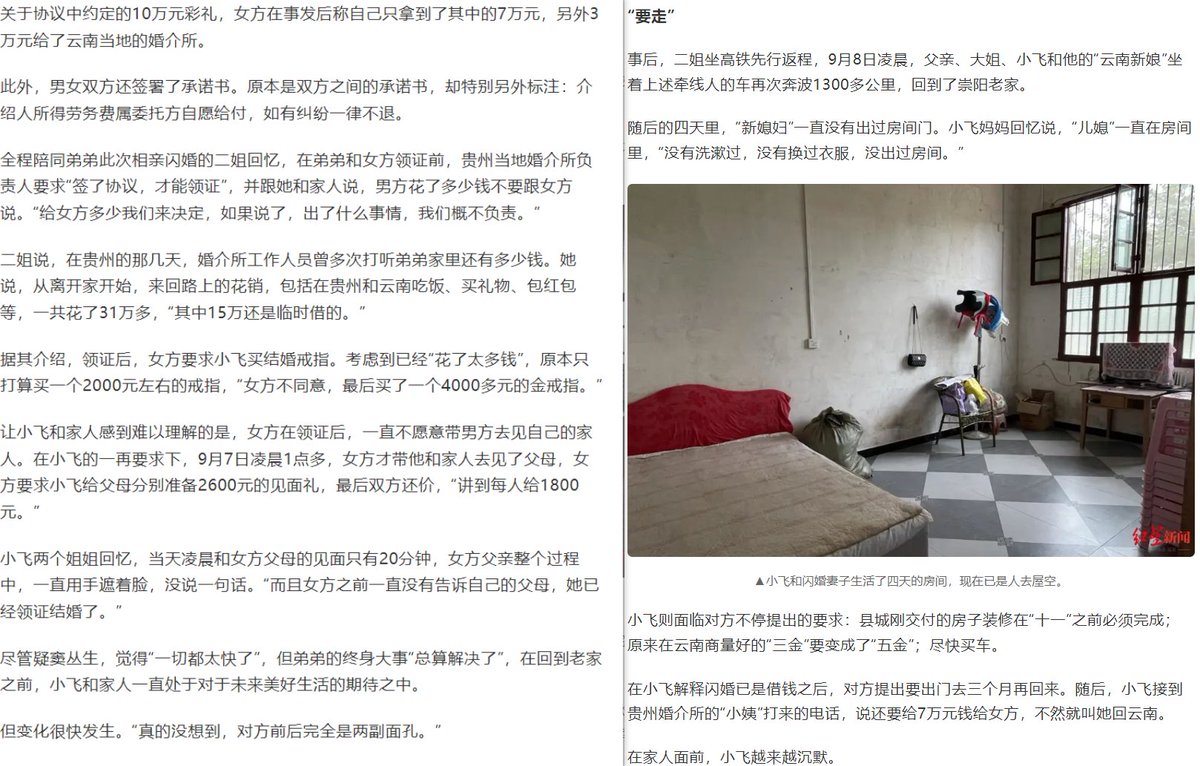 关于协议中约定的10万元彩礼，女方在事发后称自己只拿到了其中的7万元，另外3
万元给了云南当地的婚介所。
此外，男女双方还签署了承诺书。原本是双方之间的承诺书，却特别另外标注：介
绍人所得劳务费属委托方自愿给付，如有纠纷一律不退。
全程陪同弟弟此次相亲闪婚的二姐回忆，在弟弟和女方领证前，贵州当地婚介所负
责人要求“签了协议，才能领证”，并跟她和家人说，男方花了多少钱不要跟女方
说。“给女方多少我们来决定，如果说了，出了什么事情，我们概不负责。”
二姐说，在贵州的那几天，婚介所工作人员曾多次打听弟弟家里还有多少钱。她
说，从离开家开始，来回路上的花销，包括在贵州和云南吃饭、买礼物、包红包
等，一共花了31万多，“其中15万还是临时借的。”
据其介绍，领证后，女方要求小飞买结婚戒指。考虑到已经“花了太多钱”，原本只
打算买一个2000元左右的戒指，“女方不同意，最后买了一个4000多元的金戒指。”
让小飞和家人感到难以理解的是，女方在领证后，一直不愿意带男方去见自己的家
人。在小飞的一再要求下，9月7日凌晨1点多，女方才带他和家人去见了父母，女
方要求小飞给父母分别准备2600元的见面礼，最后双方还价，“讲到每人给1800
元。”
小飞两个姐姐回忆，当天凌晨和女方父母的见面只有20分钟，女方父亲整个过程
中，一直用手遮着脸，没说一句话。“而且女方之前一直没有告诉自己的父母，她已
经领证结婚了。”
尽管疑窦丛生，觉得“一切都太快了”，但弟弟的终身大事“总算解决了”，在回到老家
之前，小飞和家人一直处于对于未来美好生活的期待之中。
但变化很快发生。“真的没想到，对方前后完全是两副面孔。”
“要走”
事后，二姐坐高铁先行返程，9月8日凌晨，父亲、大姐、小飞和他的“云南新娘”坐
着上述牵线人的车再次奔波1300多公里，回到了崇阳老家。
随后的四天里，“新媳妇”一直没有出过房间门。小飞妈妈回忆说，“儿媳”一直在房间
里，“没有洗漱过，没有换过衣服，没出过房间。”
红星新闻
▲小飞和闪婚妻子生活了四天的房间，现在已是人去屋空。
小飞则面临对方不停提出的要求：县城刚交付的房子装修在“十一”之前必须完成；
原来在云南商量好的“三金”要变成了“五金”；尽快买车。
在小飞解释闪婚已是借钱之后，对方提出要出门去三个月再回来。随后，小飞接到
贵州婚介所的“小姨”打来的电话，说还要给7万元钱给女方，不然就叫她回云南。
在家人面前，小飞越来越沉默。